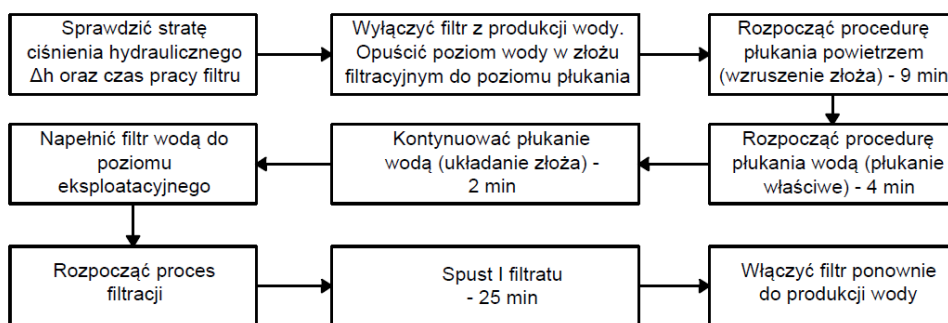 Sprawdzić stratę
ciśnienia hydraulicznego
Δh oraz czas pracy filtru
Wyłączyć filtr z produkcji wody.
Opuścić poziom wody w złożu
filtracyjnym do poziomu płukania
Rozpocząć procedurę
płukania powietrzem
(wzruszenie złoża) - 9 min
Rozpocząć procedurę
płukania wodą (płukanie
właściwe) - 4 min
Kontynuować płukanie
wodą (układanie złoża) -
2 min
Napełnić filtr wodą do
poziomu
eksploatacyjnego
Rozpocząć proces
filtracji
Spust I filtratu
- 25 min
Włączyć filtr ponownie
do produkcji wody